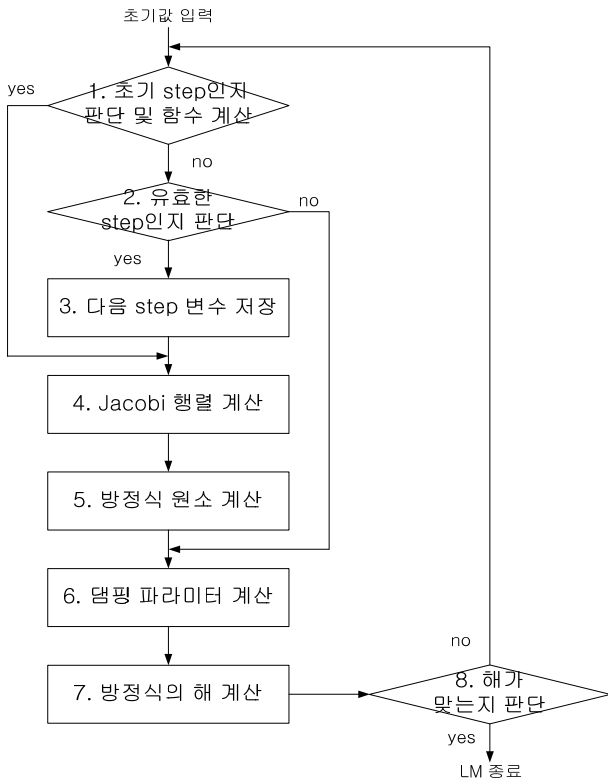 초기값 입력
yes
1. 초기 step인지
판단 및 함수 계산
no
2. 유효한
step인지 판단
no
yes
3. 다음 step 변수 저장
4. Jacobi 행렬 계산
5. 방정식 원소 계산
6. 댐핑 파라미터 계산
no
7. 방정식의 해 계산
8. 해가
맞는지 판단
yes
LM 종료